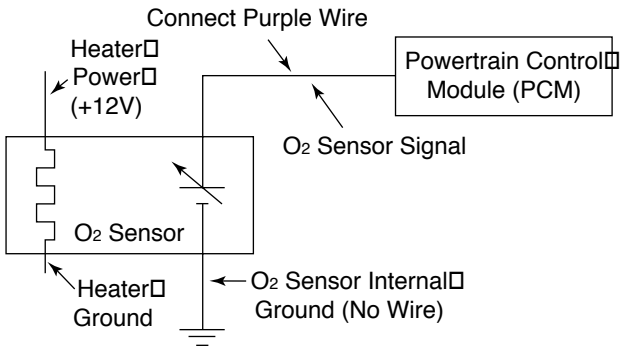 Connect Purple Wire
Heater
Power
(+12V)
Powertrain Control
Module (PCM)
O2 Sensor Signal
O2 Sensor
Heater
Ground
O2 Sensor Internal
Ground (No Wire)